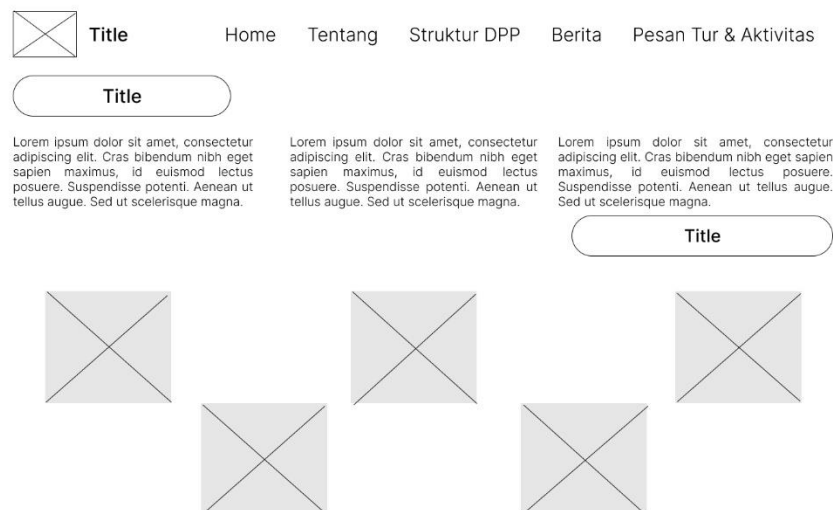 Title
Home
Tentang
Struktur DPP
Berita
Pesan Tur & Aktivitas
Title
Lorem ipsum dolor sit amet, consectetur
adipiscing elit. Cras bibendum nibh eget
sapien maximus, id euismod lectus
posuere. Suspendisse potenti. Aenean ut
tellus augue. Sed ut scelerisque magna.
Lorem ipsum dolor sit amet, consectetur
adipiscing elit. Cras bibendum nibh eget
sapien maximus, id euismod lectus
posuere. Suspendisse potenti. Aenean ut
tellus augue. Sed ut scelerisque magna.
Lorem ipsum dolor sit amet, consectetur
adipiscing elit. Cras bibendum nibh eget sapien
maximus, id euismod lectus posuere.
Suspendisse potenti. Aenean ut tellus augue.
Sed ut scelerisque magna.
Title